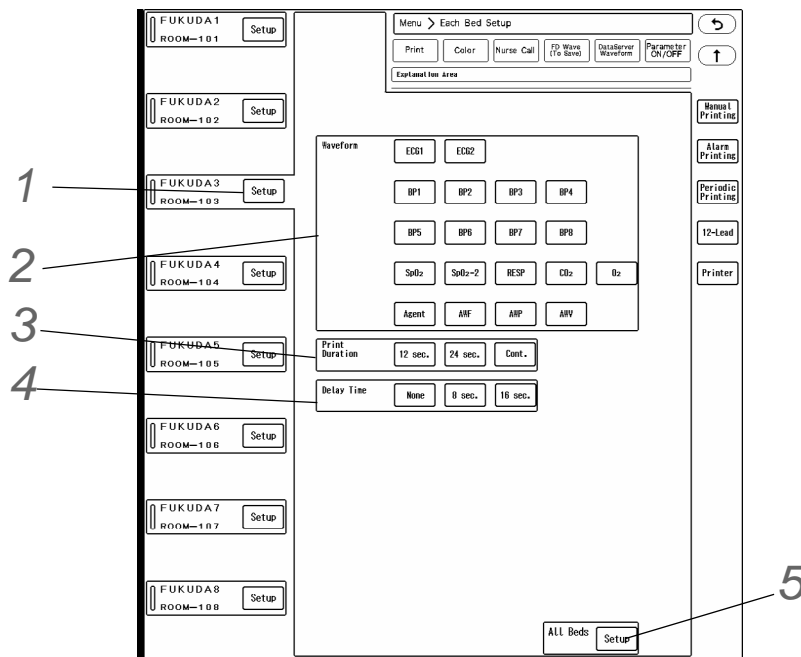 FUKUDA1
ROOM-101
Setup
Menu > Each Bed Setup
Print
Color
Nurse Call
FD Wave
(To Save)
DataServer
Waveform
Parameter
ON/OFF
Explanation Area
FUKUDA2
ROOM-102
Setup
Manual
Printing
Waveform
ECG1
ECG2
Alarm
Printing
1
FUKUDA3
ROOM-103
Setup
BP1
BP2
BP3
BP4
Periodic
Printing
2
BP5
BP6
BP7
BP8
12-Lead
FUKUDA4
ROOM-104
Setup
SpO₂
SpO₂-2
RESP
CO₂
O₂
Printer
Agent
AWF
AWP
AWV
3
FUKUDA5
ROOM-105
Setup
Print
Duration
12 sec.
24 sec.
Cont.
4
Delay Time
None
8 sec.
16 sec.
FUKUDA6
ROOM-106
Setup
FUKUDA7
ROOM-107
Setup
5
FUKUDA8
ROOM-108
Setup
All Beds
Setup